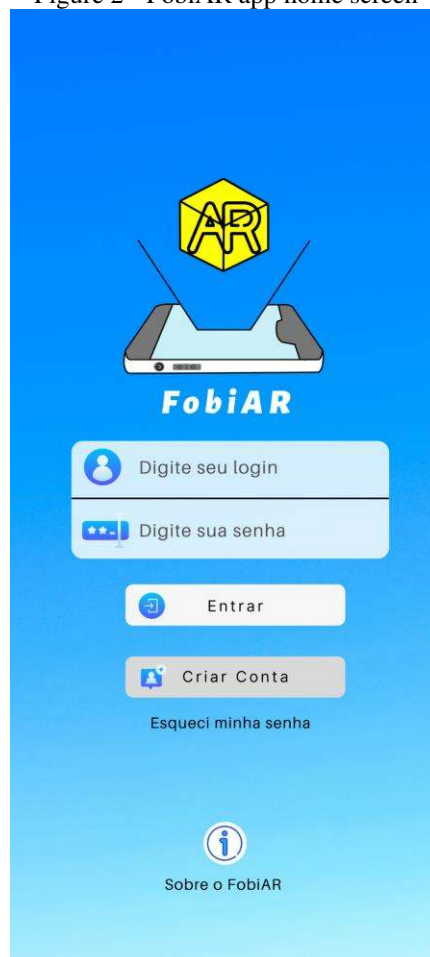 Figure 2 - FobiAR app home screen
AR
FobiAR
Digite seu login
Digite sua senha
Entrar
Criar Conta
Esqueci minha senha
Sobre o FobiAR